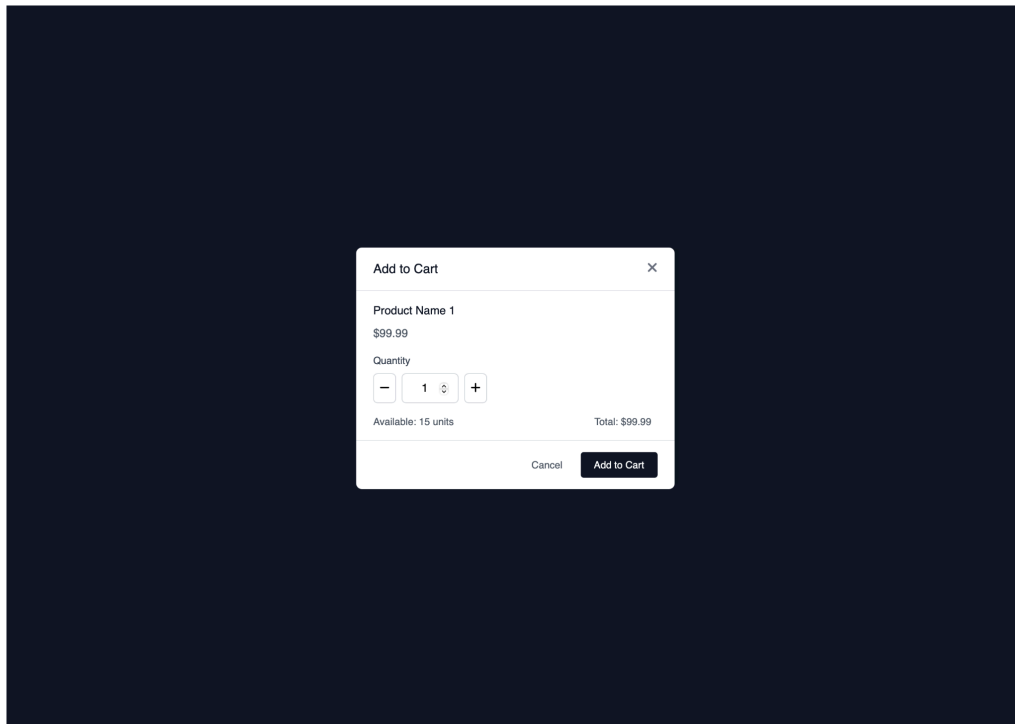 Add to Cart ×
Product Name 1
$99.99
Quantity
− 1 +
Available: 15 units Total: $99.99
Cancel Add to Cart